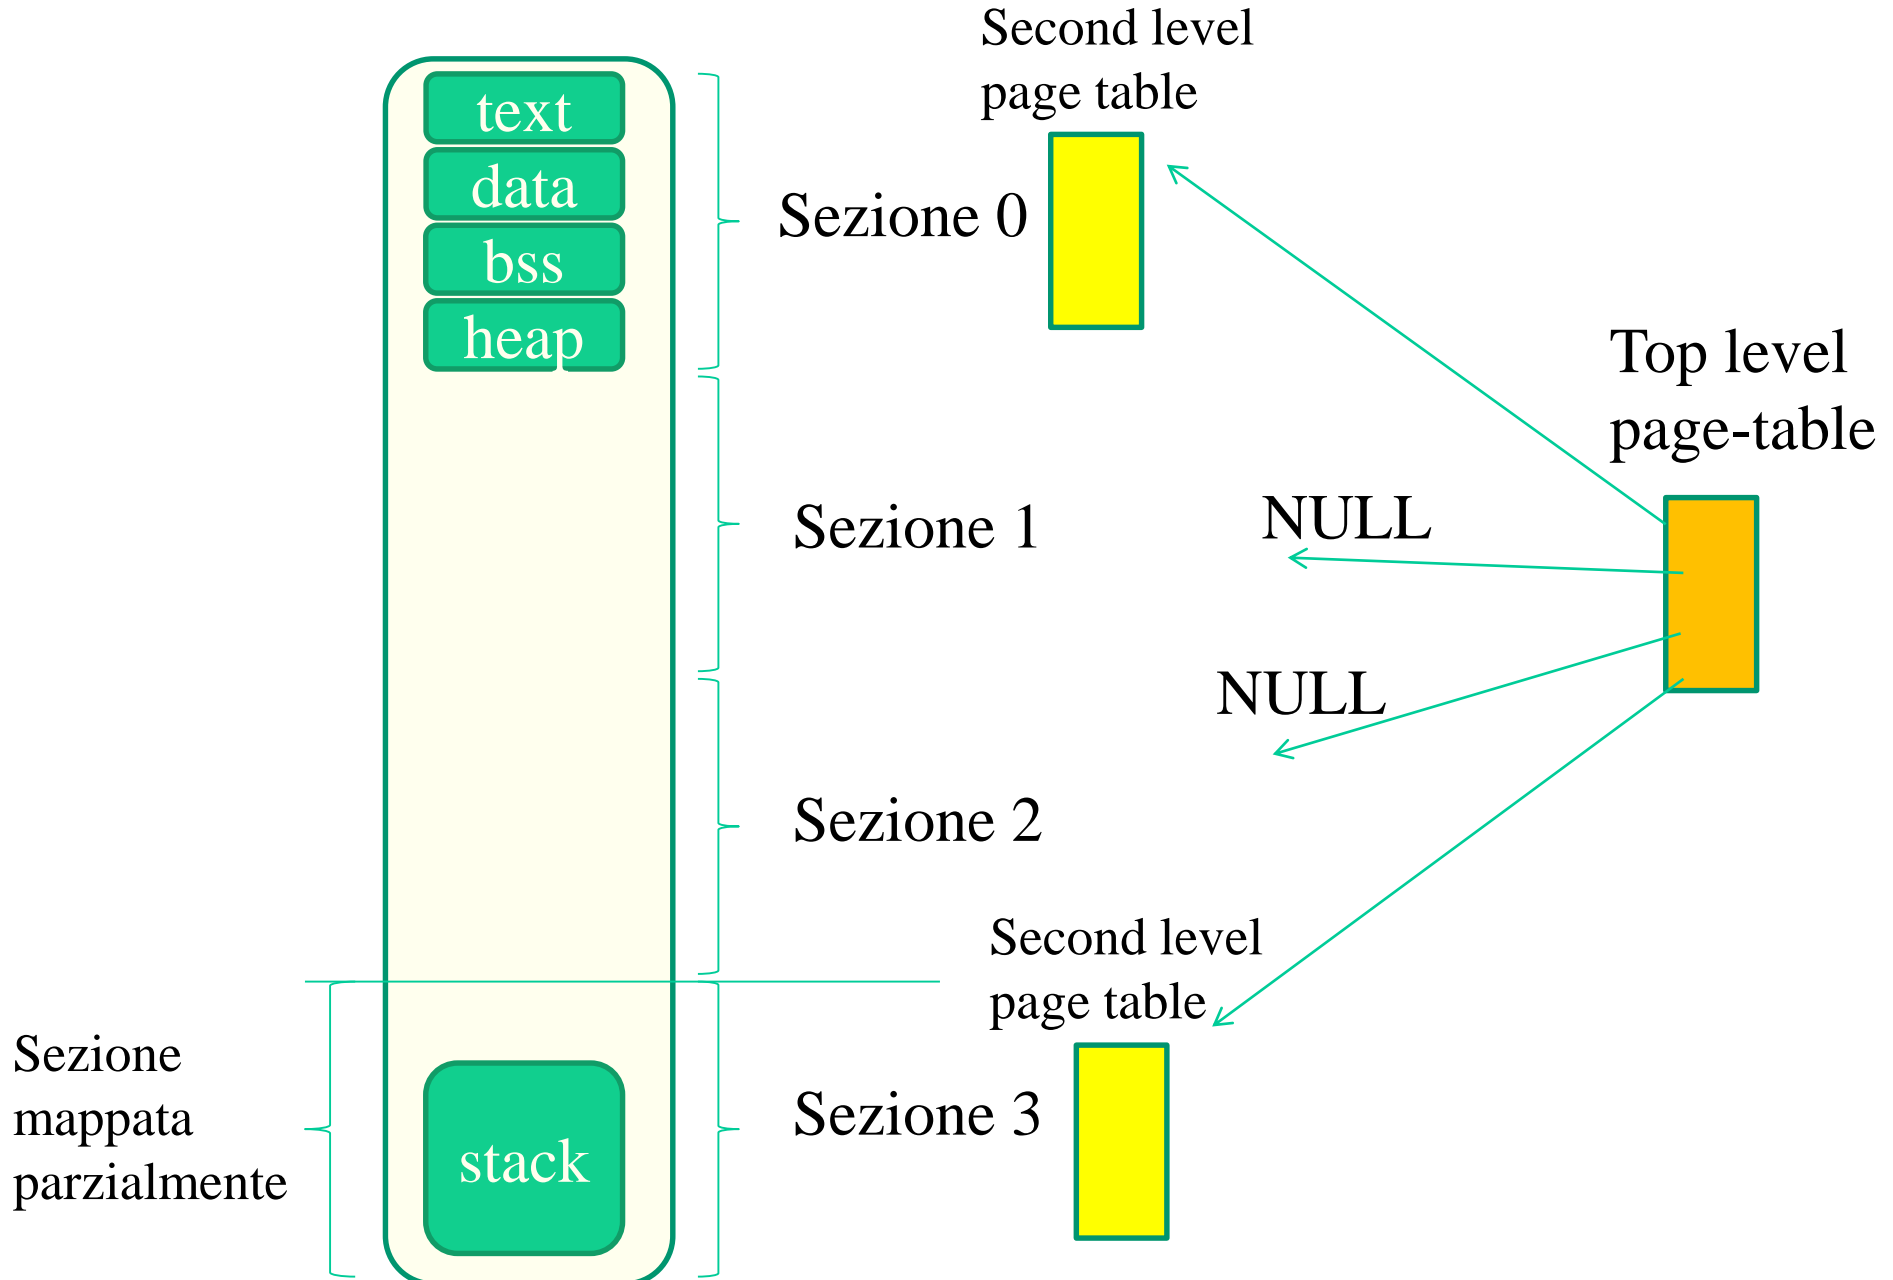 Second level
page table
text
data
bss
heap
Sezione 0
Top level
page-table
NULL
Sezione 1
NULL
Sezione 2
Second level
page table
Sezione
mappata
parzialmente
stack
Sezione 3